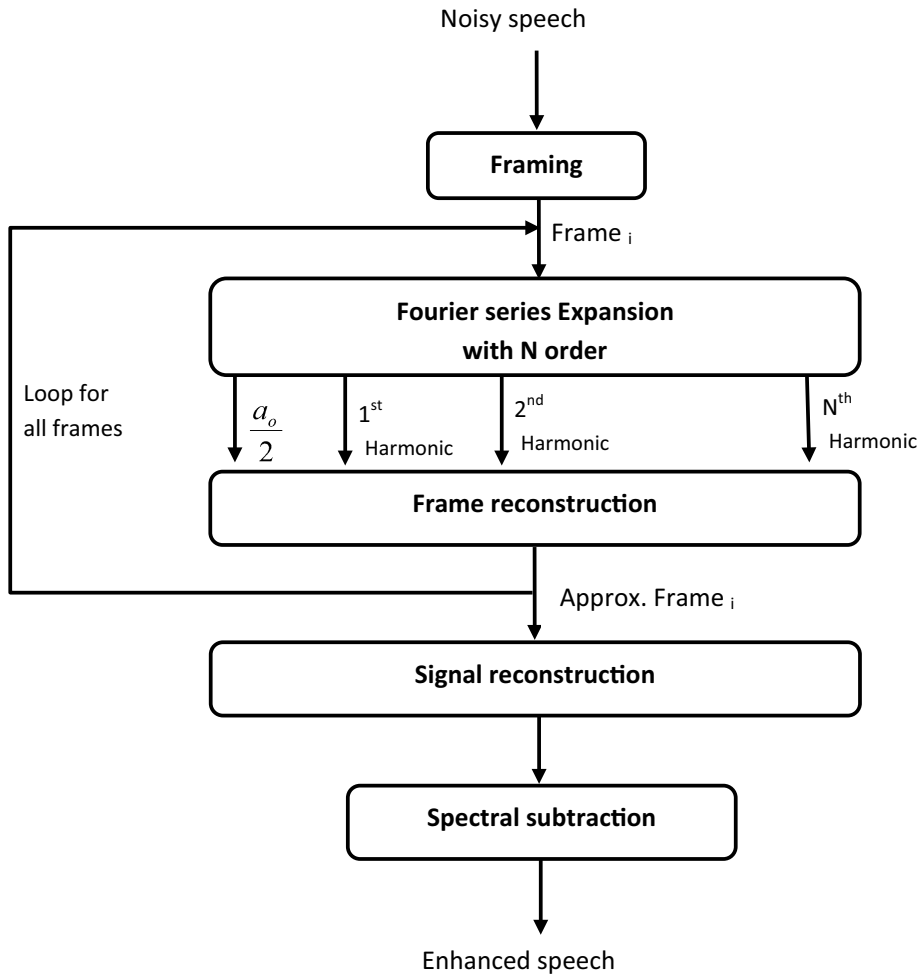 Noisy speech
Framing
Frame i
Fourier series Expansion
with N order
Loop for
all frames
a_o/2
1st Harmonic
2nd Harmonic
Nth Harmonic
Frame reconstruction
Approx. Frame i
Signal reconstruction
Spectral subtraction
Enhanced speech